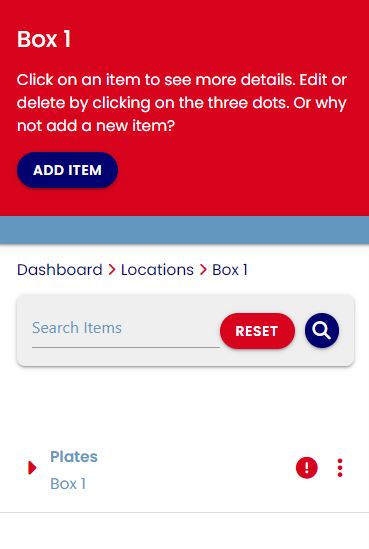 Box 1
Click on an item to see more details. Edit or
delete by clicking on the three dots. Or why
not add a new item?
ADD ITEM
Dashboard > Locations > Box 1
Search Items
RESET
Plates
Box 1